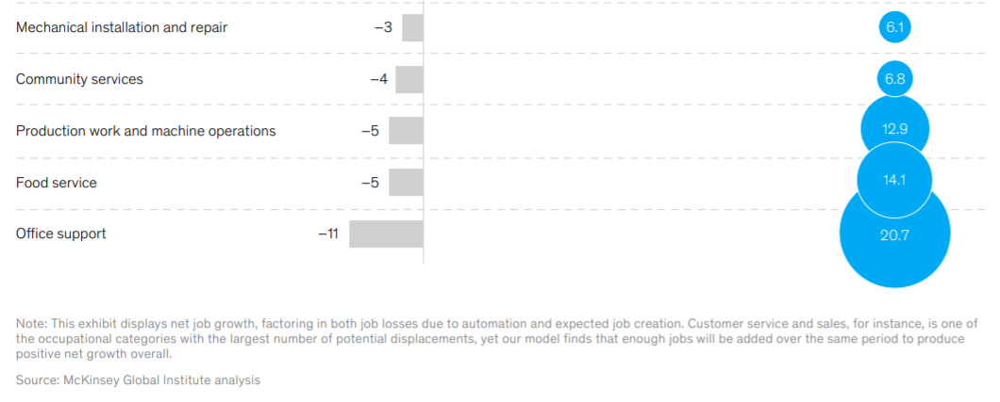 Mechanical installation and repair –3 6.1
Community services –4 6.8
Production work and machine operations –5 12.9
Food service –5 14.1
Office support –11 20.7
Note: This exhibit displays net job growth, factoring in both job losses due to automation and expected job creation. Customer service and sales, for instance, is one of
the occupational categories with the largest number of potential displacements, yet our model finds that enough jobs will be added over the same period to produce
positive net growth overall.
Source: McKinsey Global Institute analysis